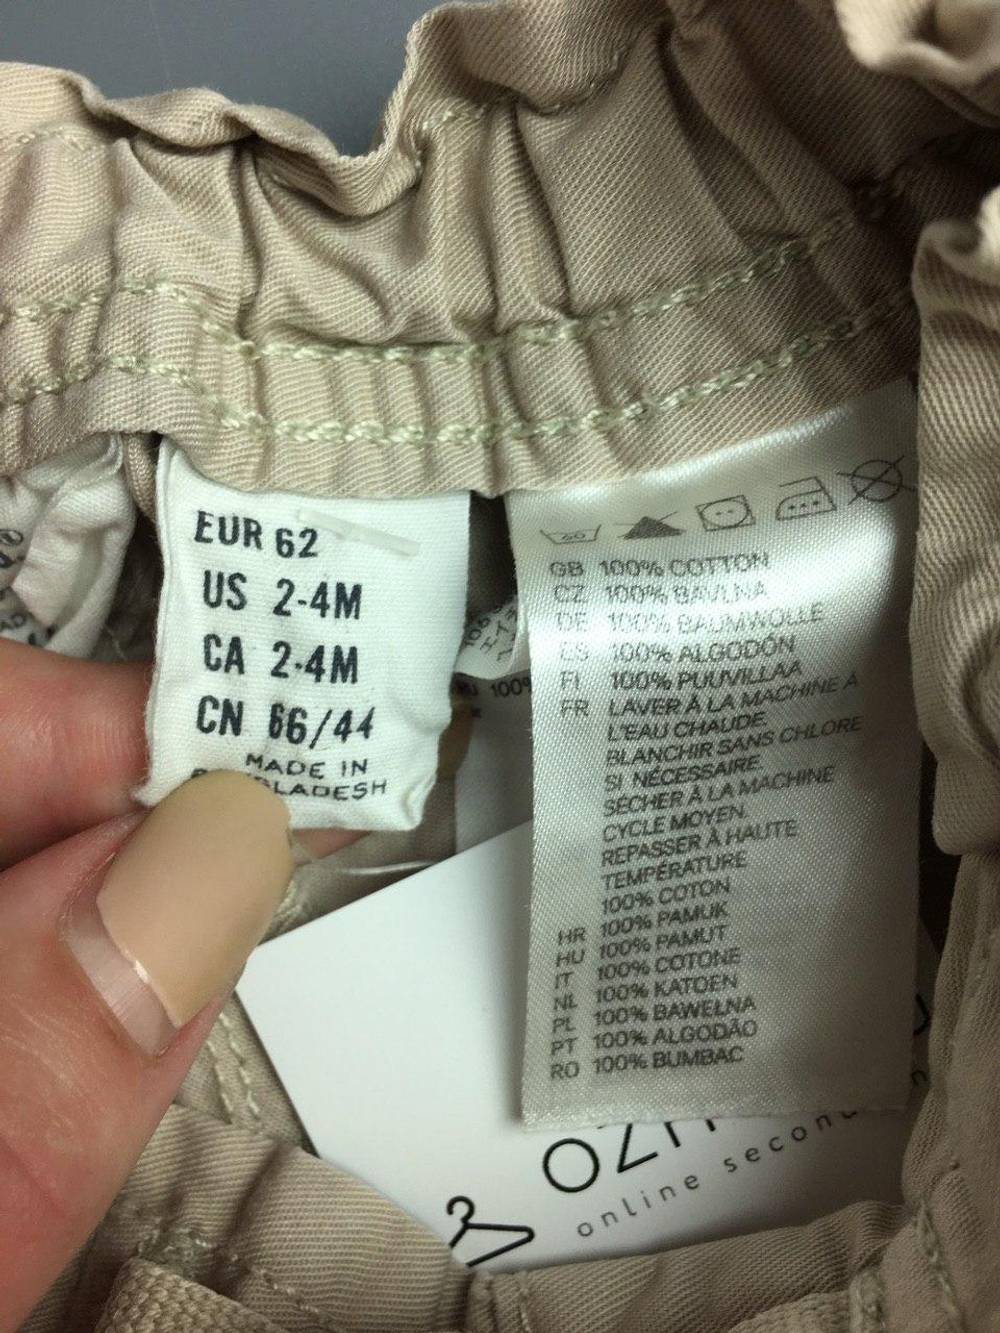 EUR 62
US 2-4M
CA 2-4M
CN 66/44
MADE IN
60
GB 100% COTTON
CZ 100% BAVLNA
DE 100% BAUMWOLLE
ES 100% ALGODÓN
FI 100% PUUVILLAA
FR LAVER À LA MACHINE À
L'EAU CHAUDE.
BLANCHIR SANS CHLORE
SI NÉCESSAIRE.
SÉCHER À LA MACHINE
CYCLE MOYEN.
REPASSER À HAUTE
TEMPÉRATURE
100% COTON
HR 100% PAMUK
HU 100% PAMUT
IT 100% COTONE
NL 100% KATOEN
PL 100% BAWEŁNA
PT 100% ALGODÃO
RO 100% BUMBAC
online